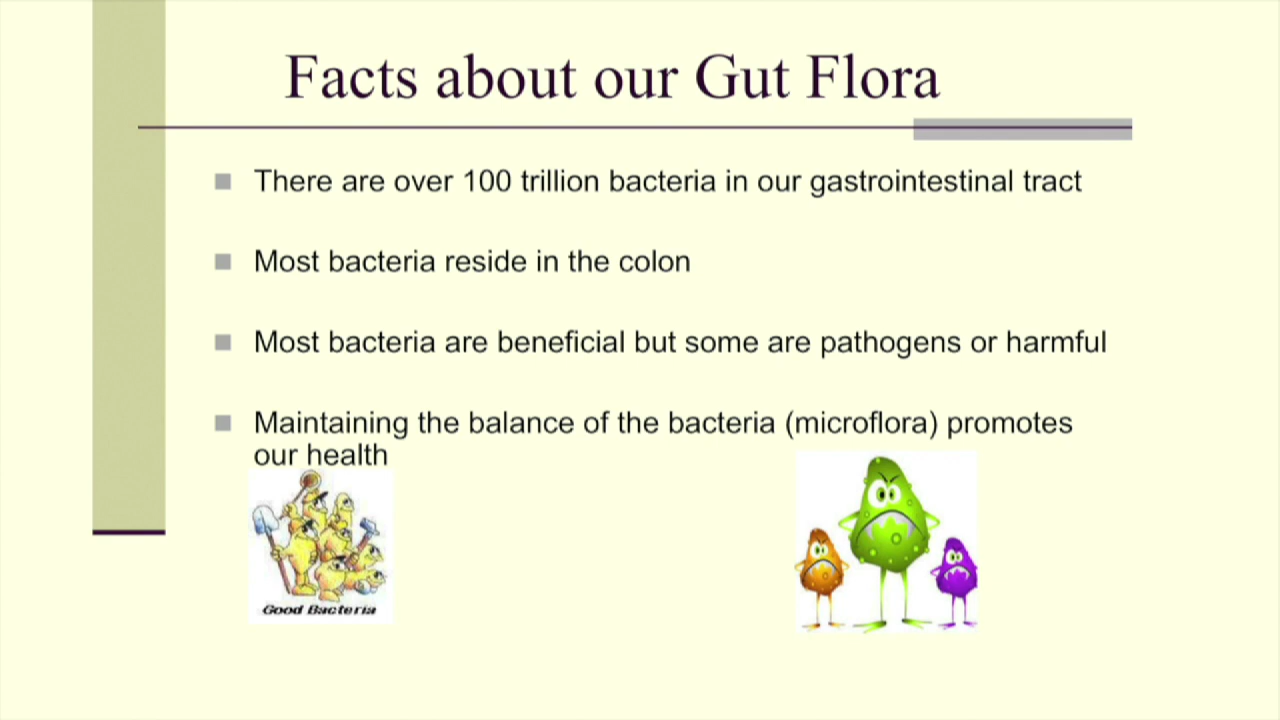 Facts about our Gut Flora
There are over 100 trillion bacteria in our gastrointestinal tract
Most bacteria reside in the colon
Most bacteria are beneficial but some are pathogens or harmful
Maintaining the balance of the bacteria (microflora) promotes
our health
Good Bacteria